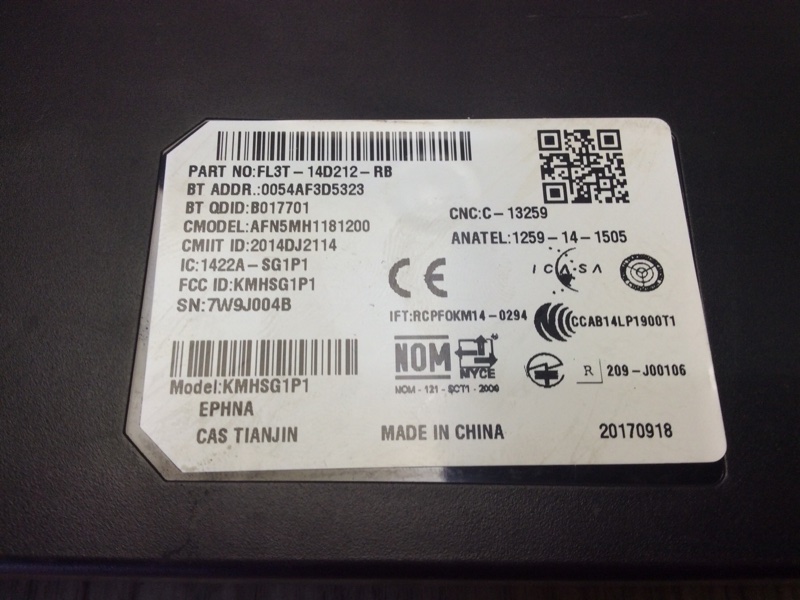 PART NO:FL3T-14D212-RB
BT ADDR.:0054AF3D5323
BT QDID:B017701
CMODEL:AFN5MH1181200
CMIIT ID:2014DJ2114
IC:1422A-SG1P1
FCC ID:KMHSG1P1
SN:7W9J004B
CNC:C-13259
ANATEL:1259-14-1505
CE
ICASA
IFT:RCPFOKM14-0294
CCAB14LP1900T1
NOM
NYCE
NOM-121-SCT1-2009
R 209-J00106
Model:KMHSG1P1
EPHNA
CAS TIANJIN
MADE IN CHINA
20170918